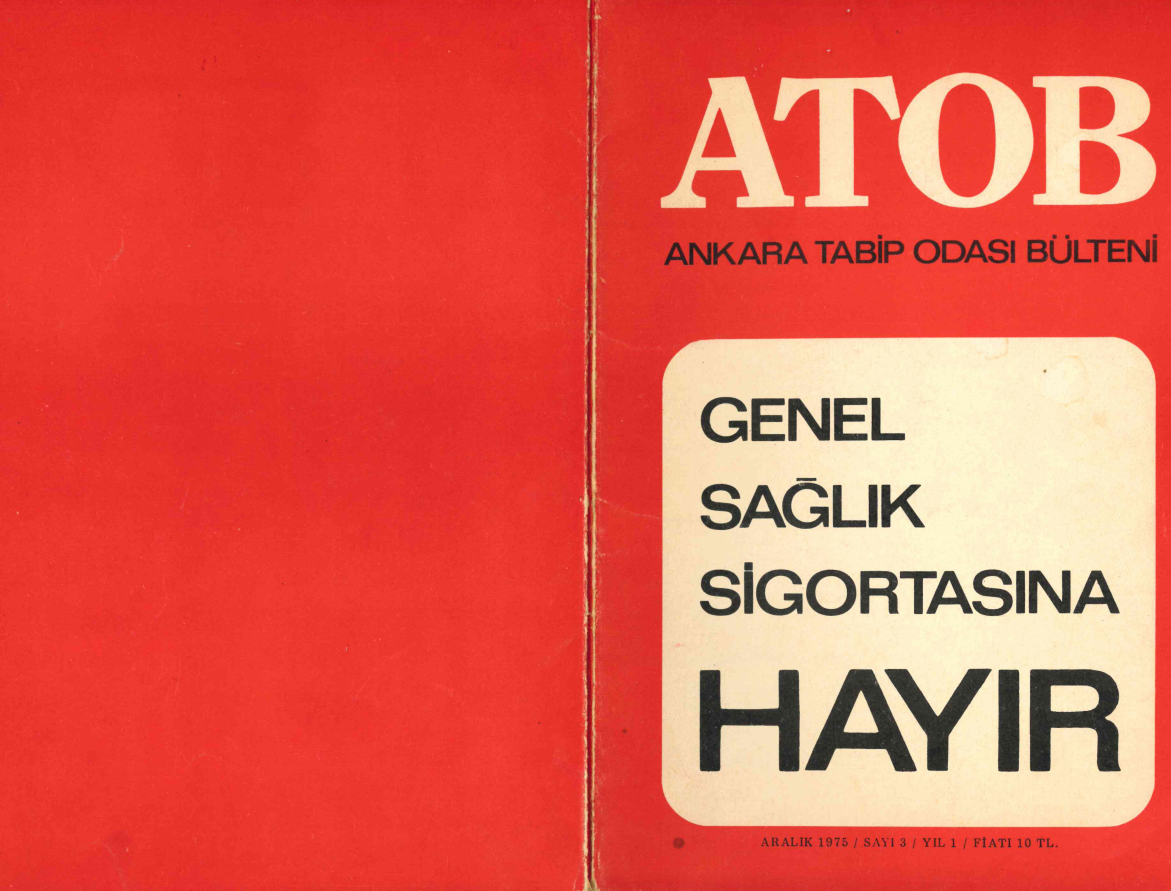 ATOB
ANKARA TABİP ODASI BÜLTENİ
GENEL
SAĞLIK
SİGORTASINA
HAYIR
ARALIK 1975 / SAYI 3 / YIL 1 / FİATI 10 TL.